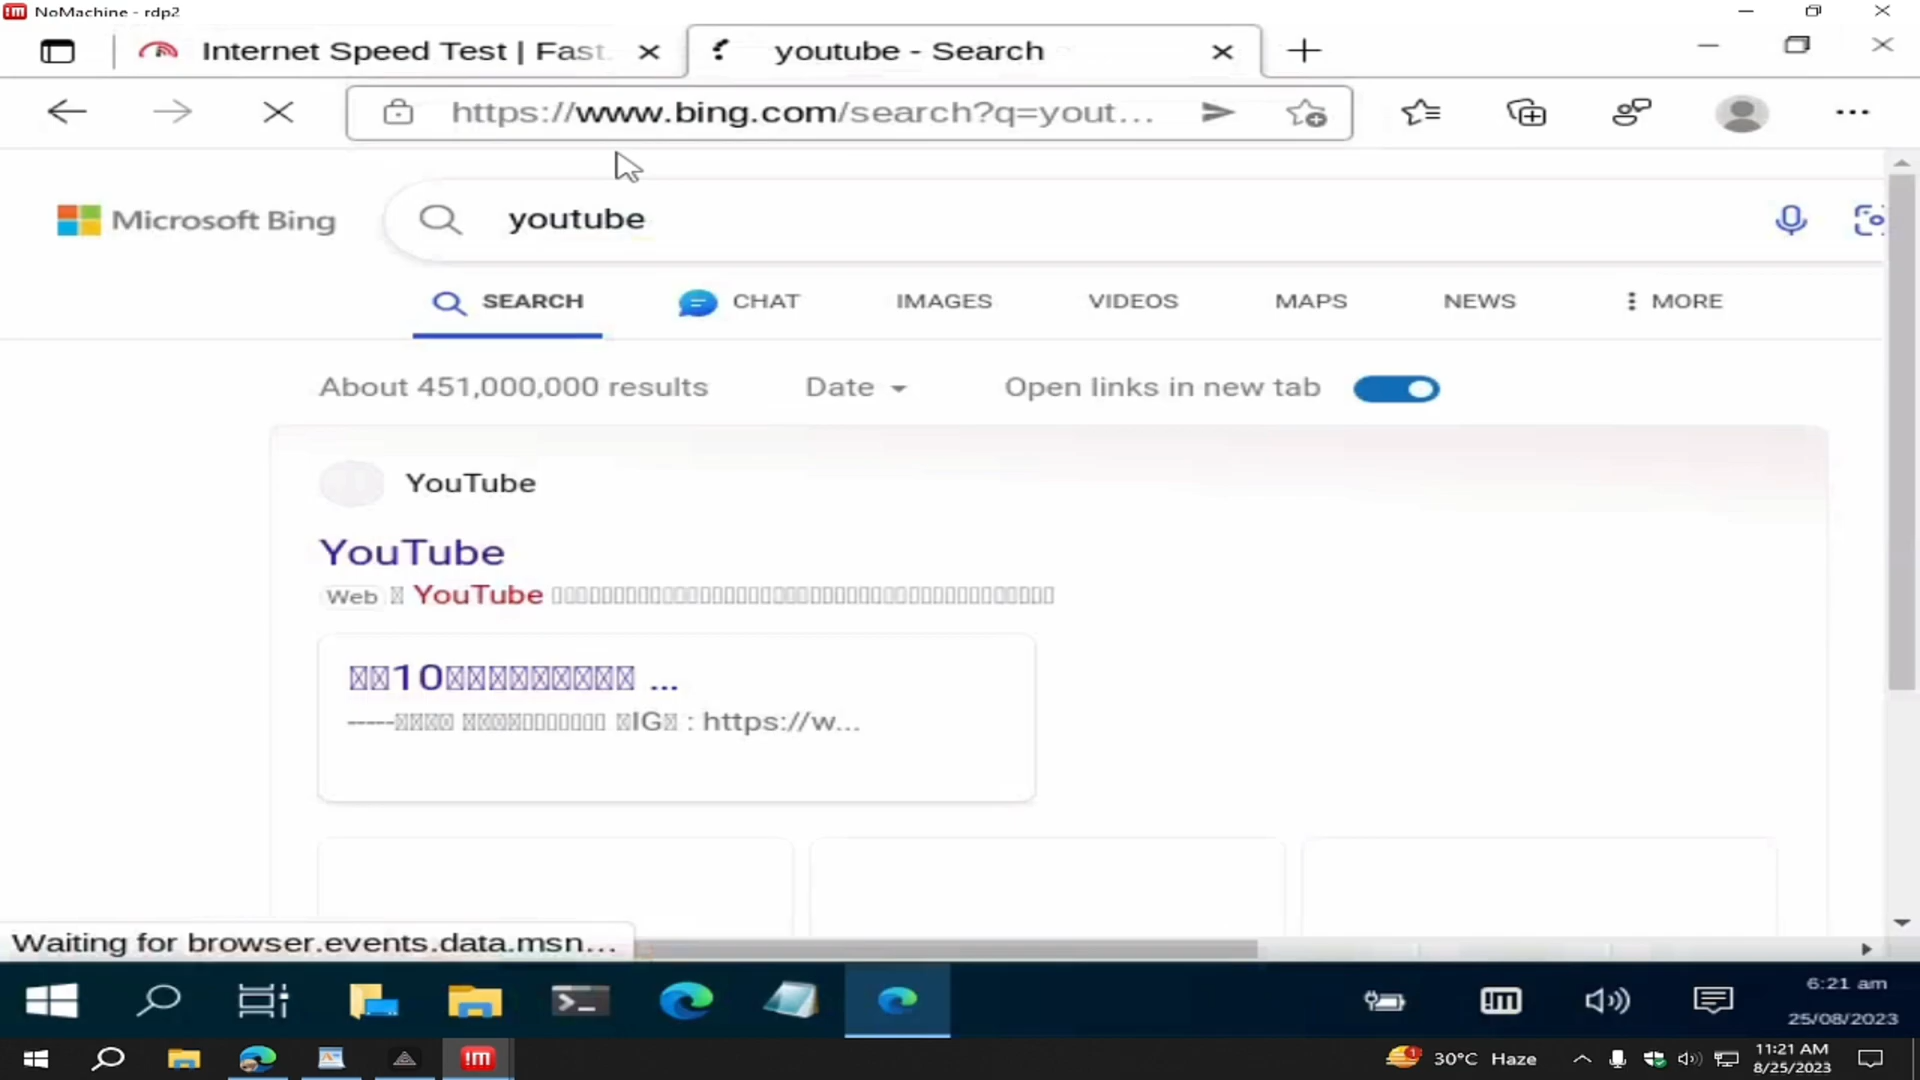 NoMachine - rdp2
Internet Speed Test | Fast.
youtube - Search
https://www.bing.com/search?q=yout...
Microsoft Bing
youtube
SEARCH
CHAT
IMAGES
VIDEOS
MAPS
NEWS
MORE
About 451,000,000 results
Date
Open links in new tab
YouTube
YouTube
Web
YouTube
10 ...
-----
IG
: https://w...
Waiting for browser.events.data.msn...
6:21 am
25/08/2023
!m
!m
1
30°C Haze
11:21 AM
8/25/2023